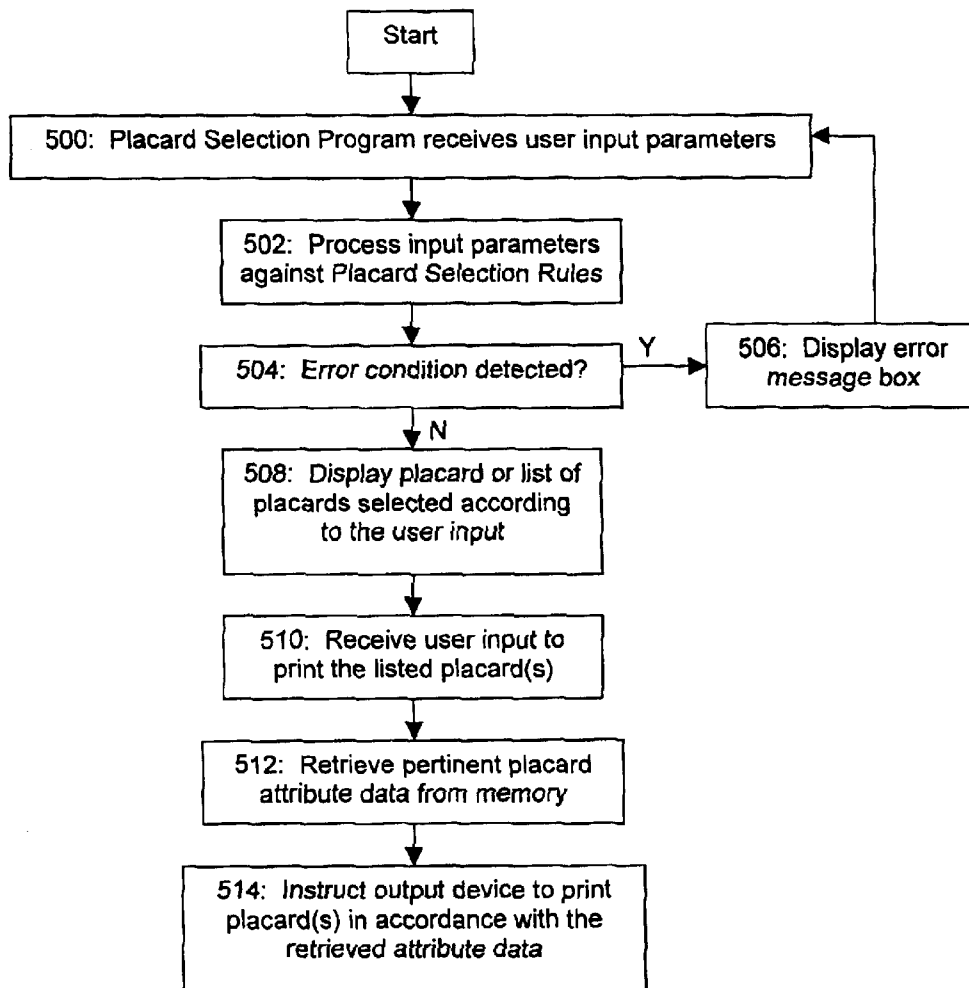 Start
500: Placard Selection Program receives user input parameters
502: Process input parameters
against Placard Selection Rules
504: Error condition detected?
Y
506: Display error
message box
N
508: Display placard or list of
placards selected according
to the user input
510: Receive user input to
print the listed placard(s)
512: Retrieve pertinent placard
attribute data from memory
514: Instruct output device to print
placard(s) in accordance with the
retrieved attribute data